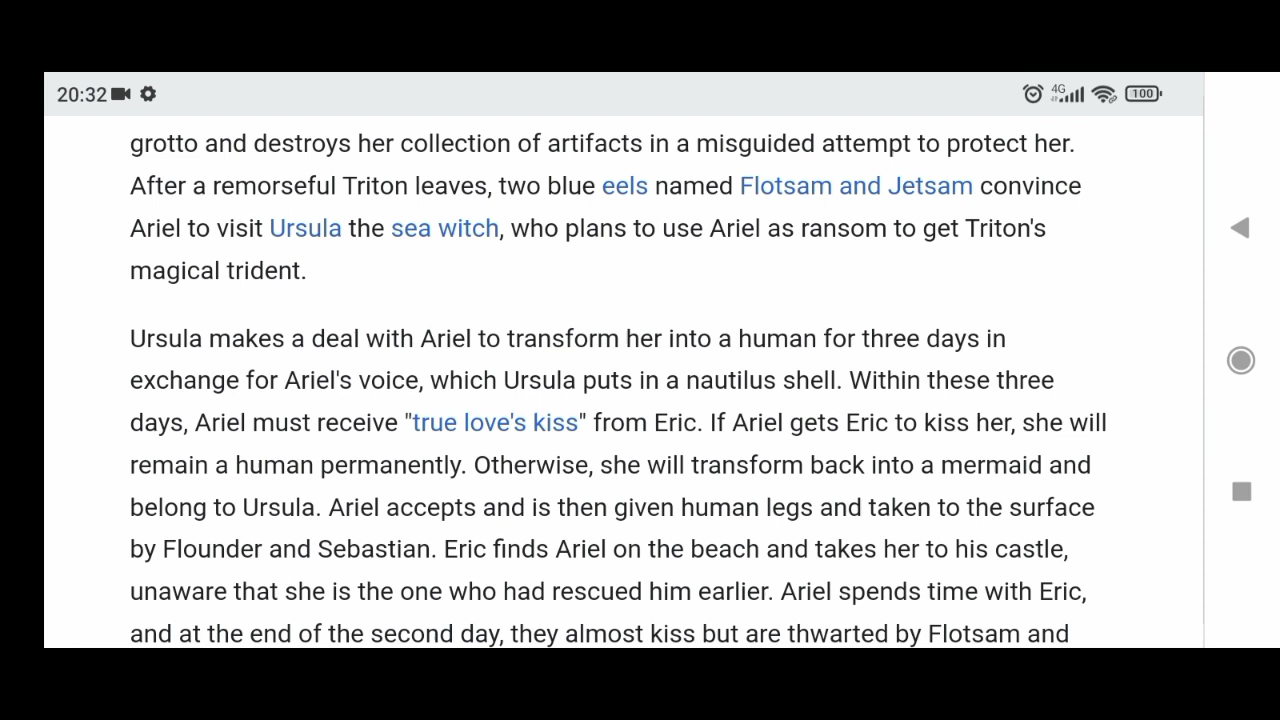 20:32 4G 100
grotto and destroys her collection of artifacts in a misguided attempt to protect her.
After a remorseful Triton leaves, two blue eels named Flotsam and Jetsam convince
Ariel to visit Ursula the sea witch, who plans to use Ariel as ransom to get Triton's
magical trident.
Ursula makes a deal with Ariel to transform her into a human for three days in
exchange for Ariel's voice, which Ursula puts in a nautilus shell. Within these three
days, Ariel must receive "true love's kiss" from Eric. If Ariel gets Eric to kiss her, she will
remain a human permanently. Otherwise, she will transform back into a mermaid and
belong to Ursula. Ariel accepts and is then given human legs and taken to the surface
by Flounder and Sebastian. Eric finds Ariel on the beach and takes her to his castle,
unaware that she is the one who had rescued him earlier. Ariel spends time with Eric,
and at the end of the second day, they almost kiss but are thwarted by Flotsam and